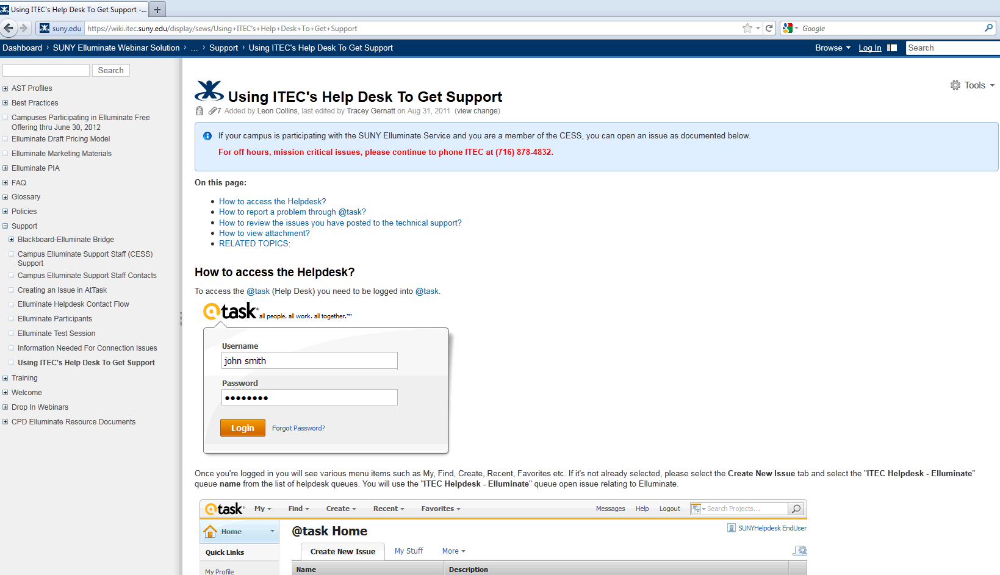 Using ITEC's Help Desk To Get Support -...
suny.edu
https://wiki.itec.suny.edu/display/sews/Using+ITEC's+Help+Desk+To+Get+Support
Google
Dashboard › SUNY Elluminate Webinar Solution › ... › Support › Using ITEC's Help Desk To Get Support
Browse
Log In
Search
Search
AST Profiles
Best Practices
Campuses Participating in Elluminate Free
Offering thru June 30, 2012
Elluminate Draft Pricing Model
Elluminate Marketing Materials
Elluminate PIA
FAQ
Glossary
Policies
Support
Blackboard-Elluminate Bridge
Campus Elluminate Support Staff (CESS)
Support
Campus Elluminate Support Staff Contacts
Creating an Issue in AtTask
Elluminate Helpdesk Contact Flow
Elluminate Participants
Elluminate Test Session
Information Needed For Connection Issues
Using ITEC's Help Desk To Get Support
Training
Welcome
Drop In Webinars
CPD Elluminate Resource Documents
Tools
Using ITEC's Help Desk To Get Support
7 Added by Leon Collins, last edited by Tracey Gernatt on Aug 31, 2011 (view change)
If your campus is participating with the SUNY Elluminate Service and you are a member of the CESS, you can open an issue as documented below.
For off hours, mission critical issues, please continue to phone ITEC at (716) 878-4832.
On this page:
How to access the Helpdesk?
How to report a problem through @task?
How to review the issues you have posted to the technical support?
How to view attachment?
RELATED TOPICS:
How to access the Helpdesk?
To access the @task (Help Desk) you need to be logged into @task.
@task® all people. all work. all together.™
Username
john smith
Password
Login
Forgot Password?
Once you're logged in you will see various menu items such as My, Find, Create, Recent, Favorites etc. If it's not already selected, please select the Create New Issue tab and select the "ITEC Helpdesk - Elluminate"
queue name from the list of helpdesk queues. You will use the "ITEC Helpdesk - Elluminate" queue open issue relating to Elluminate.
@task® My Find Create Recent Favorites Messages Help Logout Search Projects...
Home
@task Home
SUNYHelpdesk EndUser
Quick Links
Create New Issue My Stuff More
Name Description
My Profile